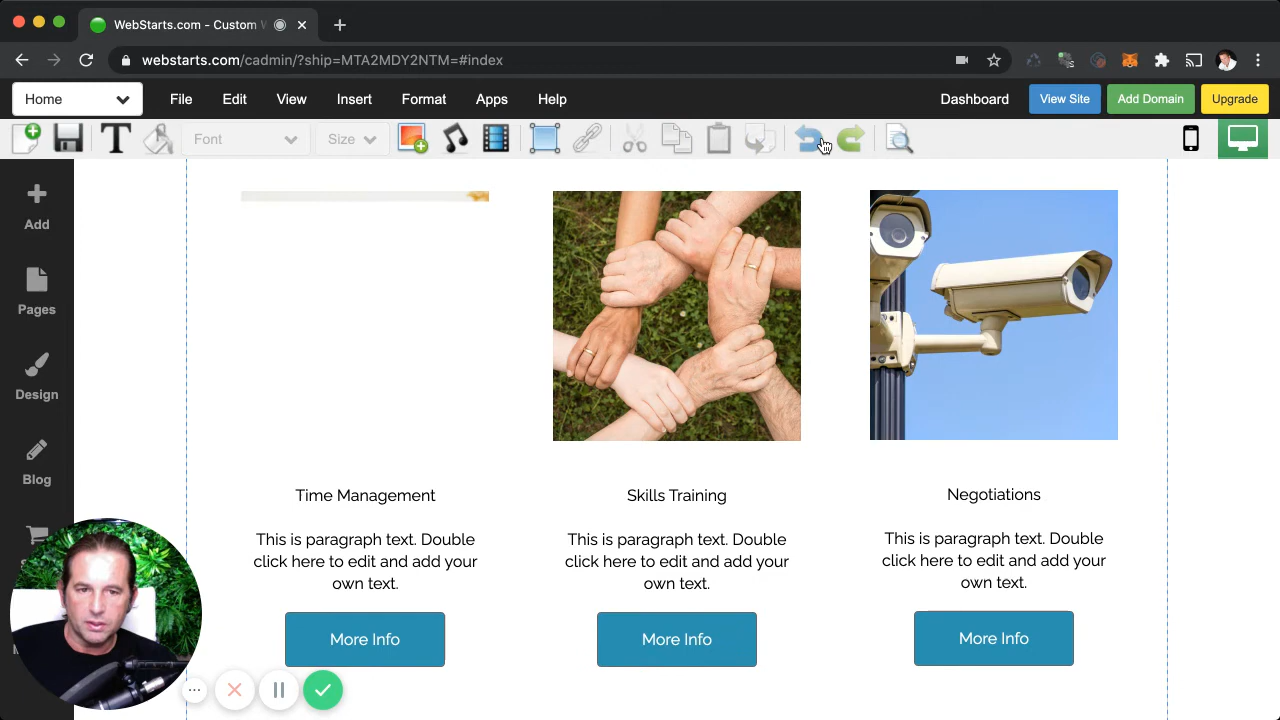 WebStarts.com - Custom W
webstarts.com/cadmin/?ship=MTA2MDY2NTM=#index
Home
File
Edit
View
Insert
Format
Apps
Help
Dashboard
View Site
Add Domain
Upgrade
T
Font
Size
Add
Pages
Design
Blog
Time Management
Skills Training
Negotiations
This is paragraph text. Double
click here to edit and add your
own text.
This is paragraph text. Double
click here to edit and add your
own text.
This is paragraph text. Double
click here to edit and add your
own text.
More Info
More Info
More Info